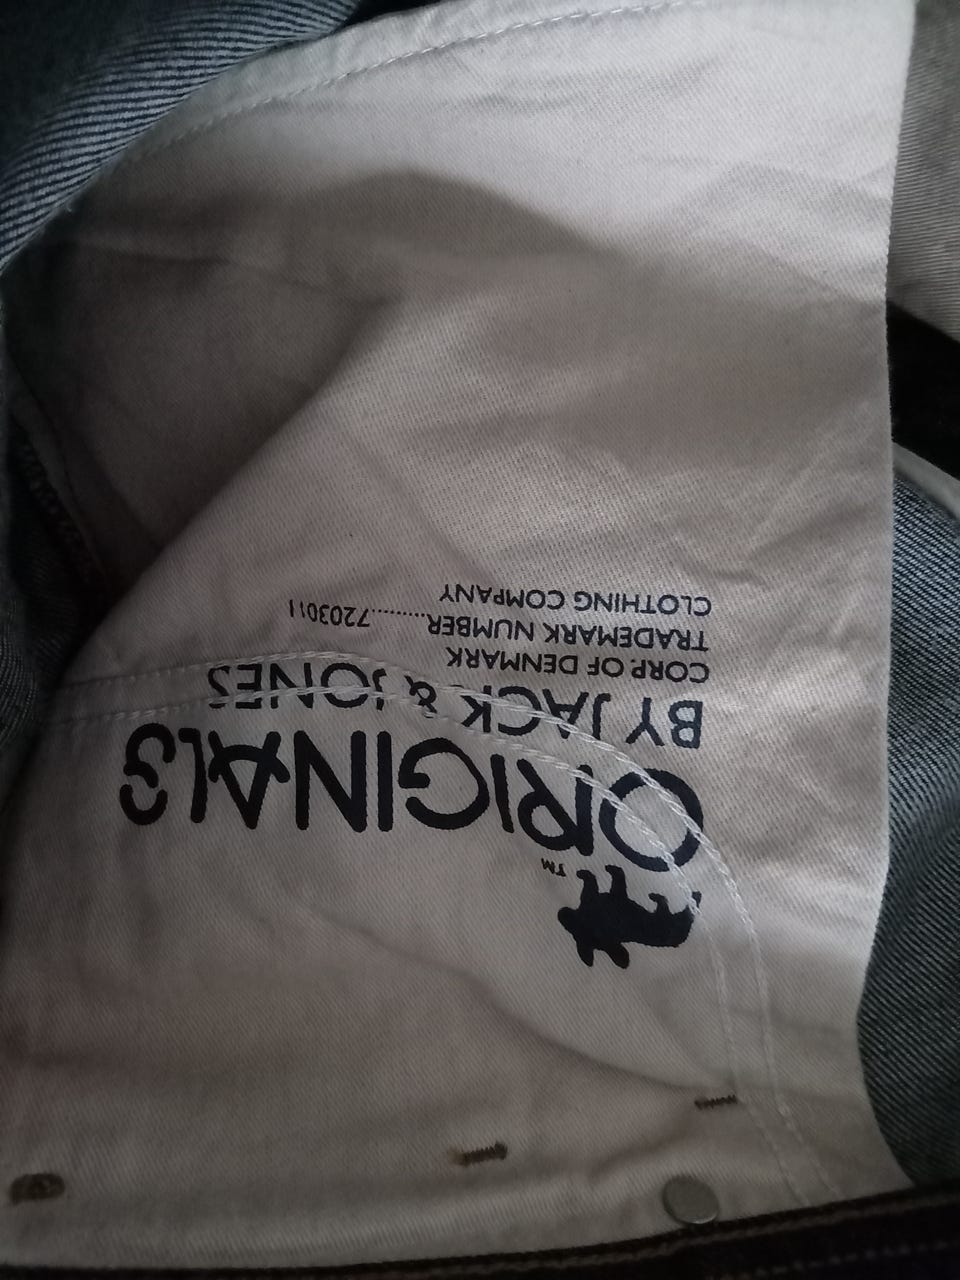 TM
ORIGINALS
BY JACK & JONES
CORP. OF DENMARK
TRADEMARK NUMBER..........7203011
CLOTHING COMPANY